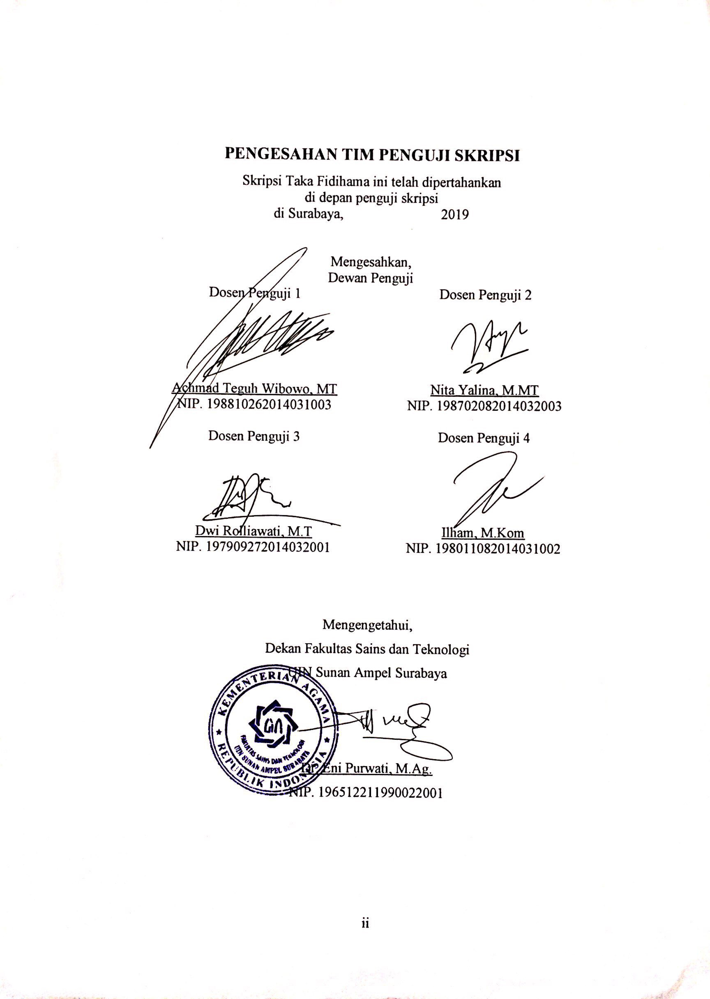 PENGESAHAN TIM PENGUJI SKRIPSI
Skripsi Taka Fidihama ini telah dipertahankan
di depan penguji skripsi
di Surabaya, 2019
Mengesahkan,
Dewan Penguji
Dosen Penguji 1
Dosen Penguji 2
Achmad Teguh Wibowo, MT
NIP. 198810262014031003
Nita Yalina, M.MT
NIP. 198702082014032003
Dosen Penguji 3
Dosen Penguji 4
Dwi Rolliawati, M.T
NIP. 197909272014032001
Ilham, M.Kom
NIP. 198011082014031002
Mengengetahui,
Dekan Fakultas Sains dan Teknologi
UIN Sunan Ampel Surabaya
KEMENTERIAN AGAMA
UIN
FAKULTAS SAINS DAN TEKNOLOGI
UIN SUNAN AMPEL SURABAYA
REPUBLIK INDONESIA
Dr. Eni Purwati, M.Ag.
NIP. 196512211990022001
ii